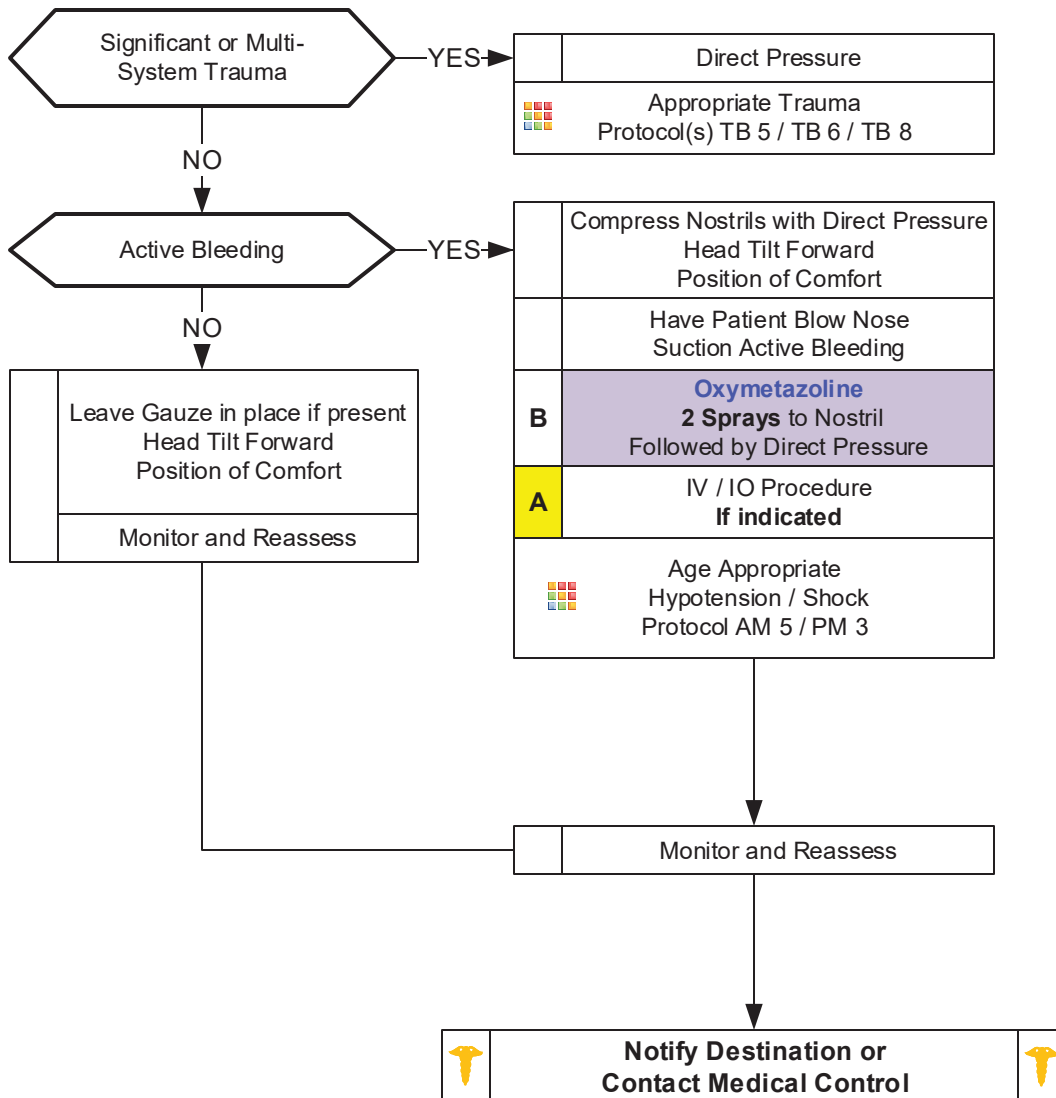 Significant or Multi-
System Trauma
YES
Direct Pressure
Appropriate Trauma
Protocol(s) TB 5 / TB 6 / TB 8
NO
Active Bleeding
YES
Compress Nostrils with Direct Pressure
Head Tilt Forward
Position of Comfort
Have Patient Blow Nose
Suction Active Bleeding
B
Oxymetazoline
2 Sprays to Nostril
Followed by Direct Pressure
A
IV / IO Procedure
If indicated
Age Appropriate
Hypotension / Shock
Protocol AM 5 / PM 3
NO
Leave Gauze in place if present
Head Tilt Forward
Position of Comfort
Monitor and Reassess
Monitor and Reassess
Notify Destination or
Contact Medical Control